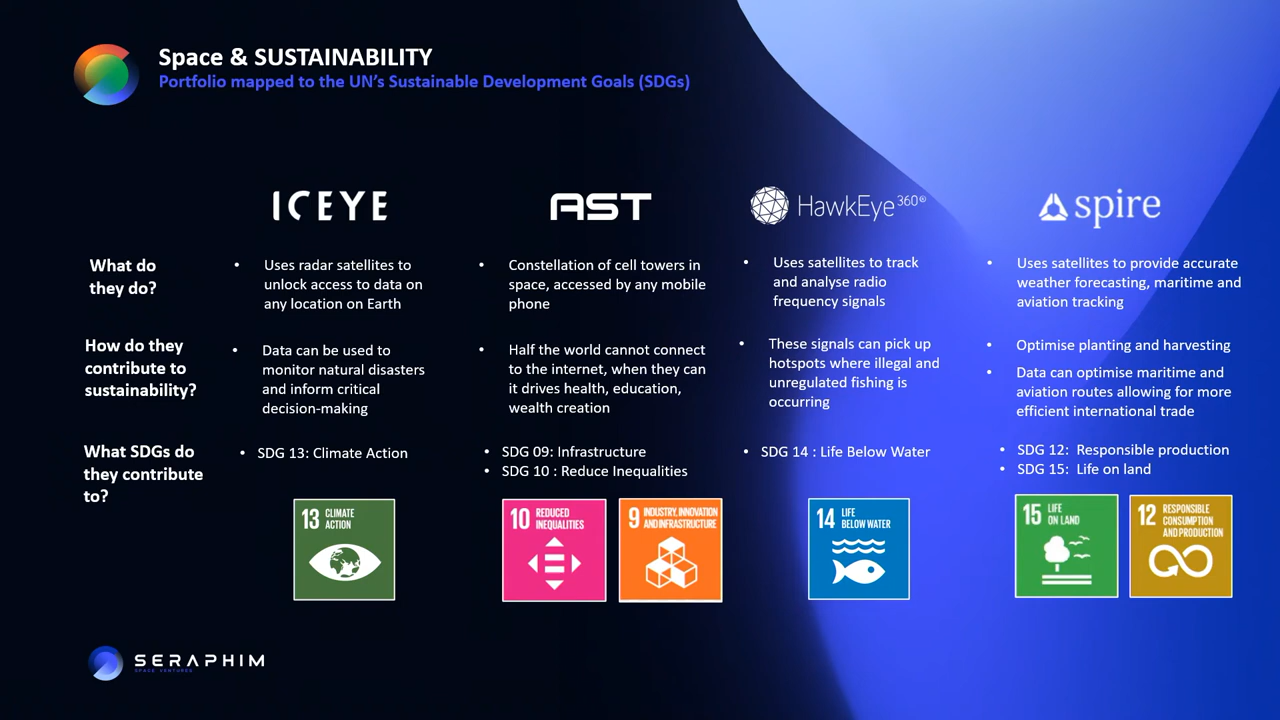 Space & SUSTAINABILITY
Portfolio mapped to the UN's Sustainable Development Goals (SDGs)
ICEYE
AST
HawkEye 360®
spire
What do
they do?
• Uses radar satellites to
unlock access to data on
any location on Earth
• Constellation of cell towers in
space, accessed by any mobile
phone
• Uses satellites to track
and analyse radio
frequency signals
• Uses satellites to provide accurate
weather forecasting, maritime and
aviation tracking
How do they
contribute to
sustainability?
• Data can be used to
monitor natural disasters
and inform critical
decision-making
• Half the world cannot connect
to the internet, when they can
it drives health, education,
wealth creation
• These signals can pick up
hotspots where illegal and
unregulated fishing is
occurring
• Optimise planting and harvesting
• Data can optimise maritime and
aviation routes allowing for more
efficient international trade
What SDGs do
they contribute
to?
• SDG 13: Climate Action
• SDG 09: Infrastructure
• SDG 10 : Reduce Inequalities
• SDG 14 : Life Below Water
• SDG 12: Responsible production
• SDG 15: Life on land
13 CLIMATE
ACTION
10 REDUCED
INEQUALITIES
9 INDUSTRY, INNOVATION
AND INFRASTRUCTURE
14 LIFE
BELOW WATER
15 LIFE
ON LAND
12 RESPONSIBLE
CONSUMPTION
AND PRODUCTION
SERAPHIM
SPACE VENTURES